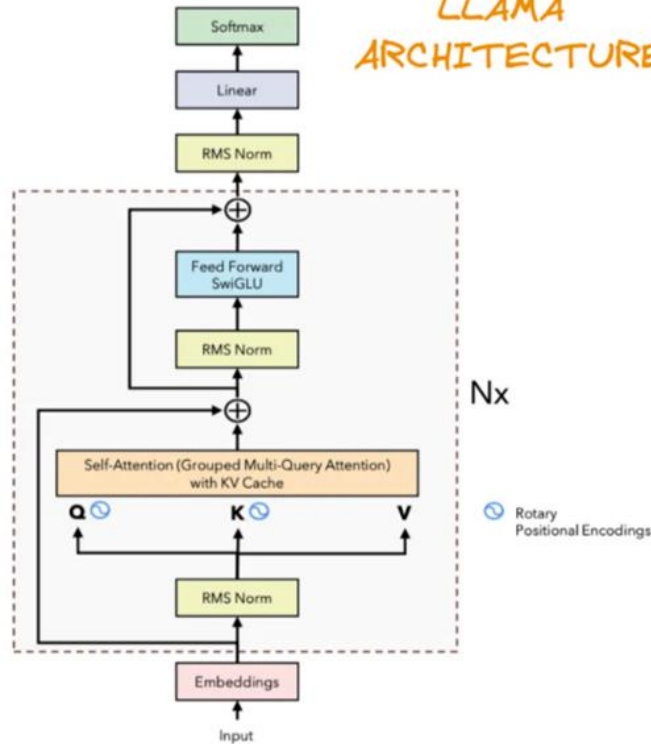 LLAMA
ARCHITECTURE
Softmax
Linear
RMS Norm
Feed Forward
SwiGLU
RMS Norm
Nx
Self-Attention (Grouped Multi-Query Attention)
with KV Cache
Q K V
Rotary
Positional Encodings
RMS Norm
Embeddings
Input